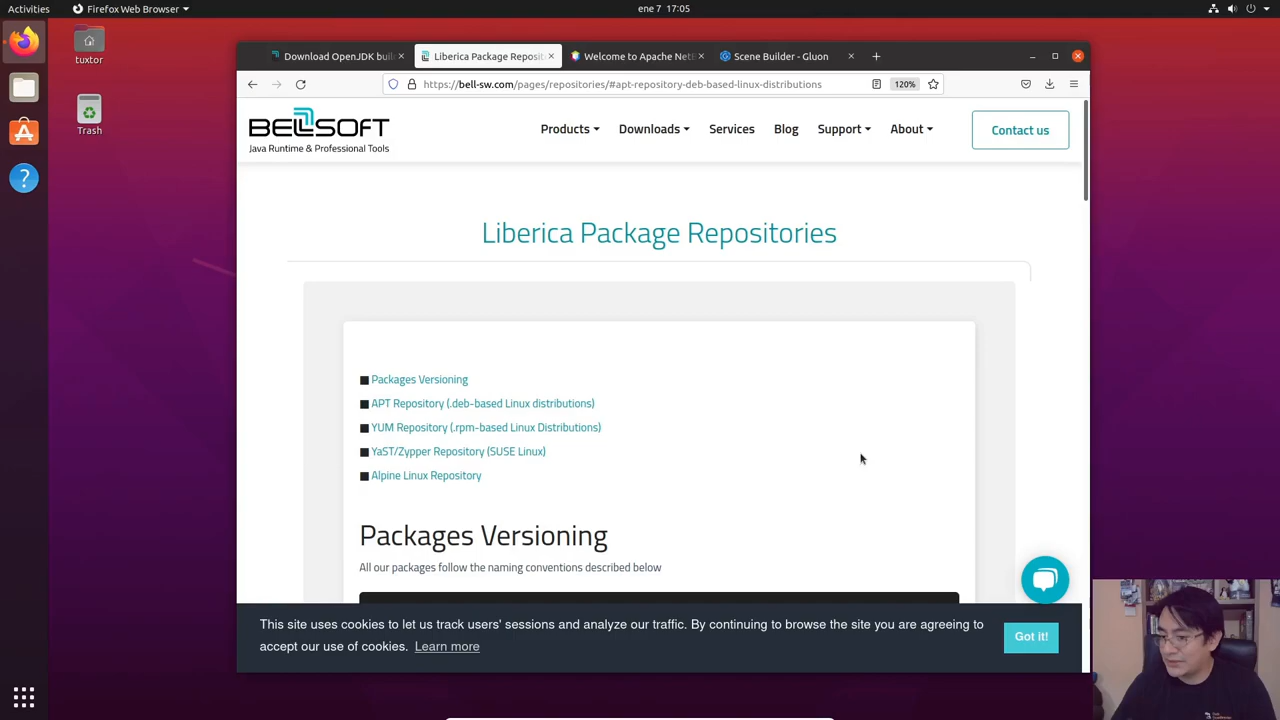 Activities
Firefox Web Browser
ene 7 17:05
tuxtor
Trash
Download OpenJDK buil
Liberica Package Reposit
Welcome to Apache NetB
Scene Builder - Gluon
https://bell-sw.com/pages/repositories/#apt-repository-deb-based-linux-distributions
120%
BELLSOFT
Java Runtime & Professional Tools
Products
Downloads
Services
Blog
Support
About
Contact us
Liberica Package Repositories
Packages Versioning
APT Repository (.deb-based Linux distributions)
YUM Repository (.rpm-based Linux Distributions)
YaST/Zypper Repository (SUSE Linux)
Alpine Linux Repository
Packages Versioning
All our packages follow the naming conventions described below
This site uses cookies to let us track users' sessions and analyze our traffic. By continuing to browse the site you are agreeing to
accept our use of cookies. Learn more
Got it!